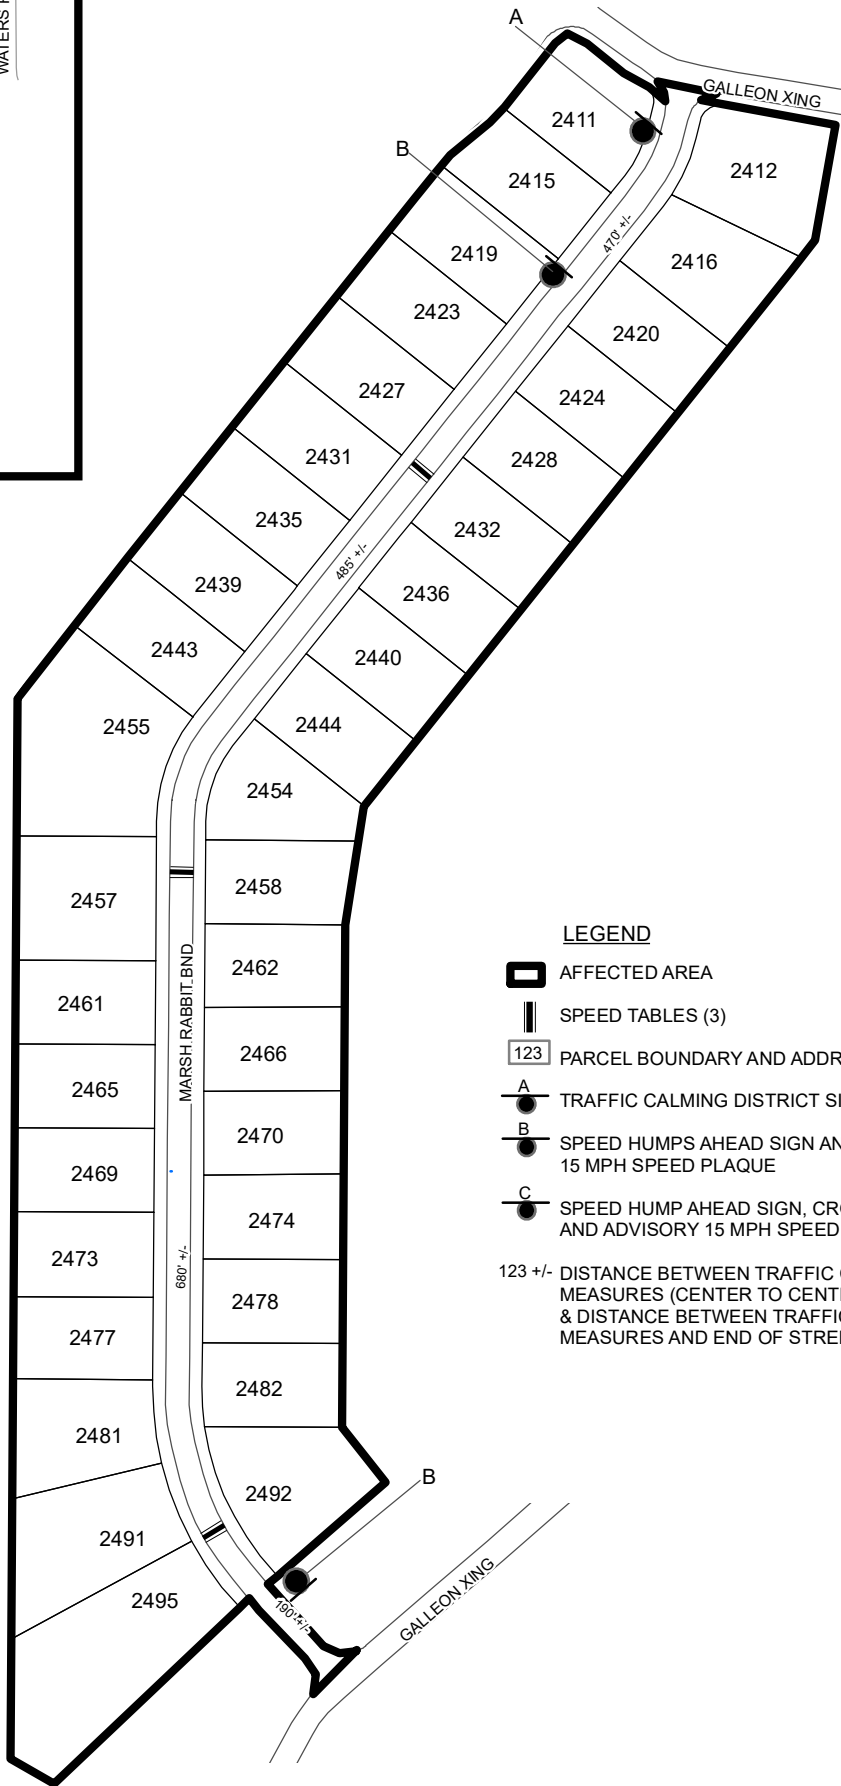 WATERS
A
GALLEON XING
2411
B
2412
2415
470' +/-
2419
2416
2423
2420
2427
2424
2431
2428
2435
2432
485' +/-
2439
2436
2443
2440
2455
2444
2454
2457
2458
2461
2462
MARSH RABBIT BND
2465
2466
2469
2470
2473
2474
680' +/-
2477
2478
2481
2482
2491
2492
B
2495
190' +/-
GALLEON XING
LEGEND
AFFECTED AREA
SPEED TABLES (3)
123 PARCEL BOUNDARY AND ADDR
A
TRAFFIC CALMING DISTRICT SI
B
SPEED HUMPS AHEAD SIGN AN
15 MPH SPEED PLAQUE
C
SPEED HUMP AHEAD SIGN, CRO
AND ADVISORY 15 MPH SPEED
123 +/- DISTANCE BETWEEN TRAFFIC
MEASURES (CENTER TO CENT
& DISTANCE BETWEEN TRAFFI
MEASURES AND END OF STRE